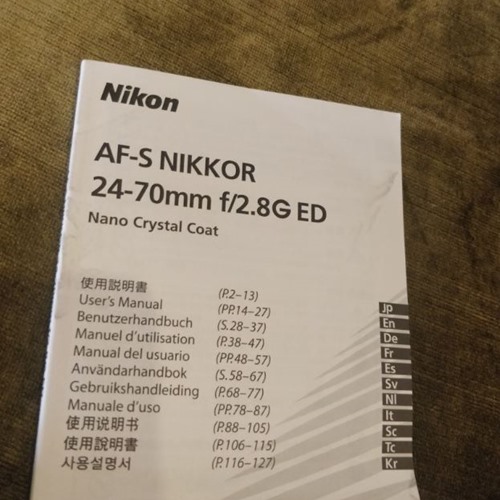 Nikon
AF-S NIKKOR
24-70mm f/2.8G ED
Nano Crystal Coat
使用説明書 (P.2–13)
User's Manual (PP.14–27)
Benutzerhandbuch (S.28–37)
Manuel d'utilisation (P.38–47)
Manual del usuario (PP.48–57)
Användarhandbok (S.58–67)
Gebruikshandleiding (P.68–77)
Manuale d'uso (PP.78–87)
使用说明书 (P.88–105)
使用說明書 (P.106–115)
사용설명서 (P.116–127)
Jp
En
De
Fr
Es
Sv
Nl
It
Sc
Tc
Kr